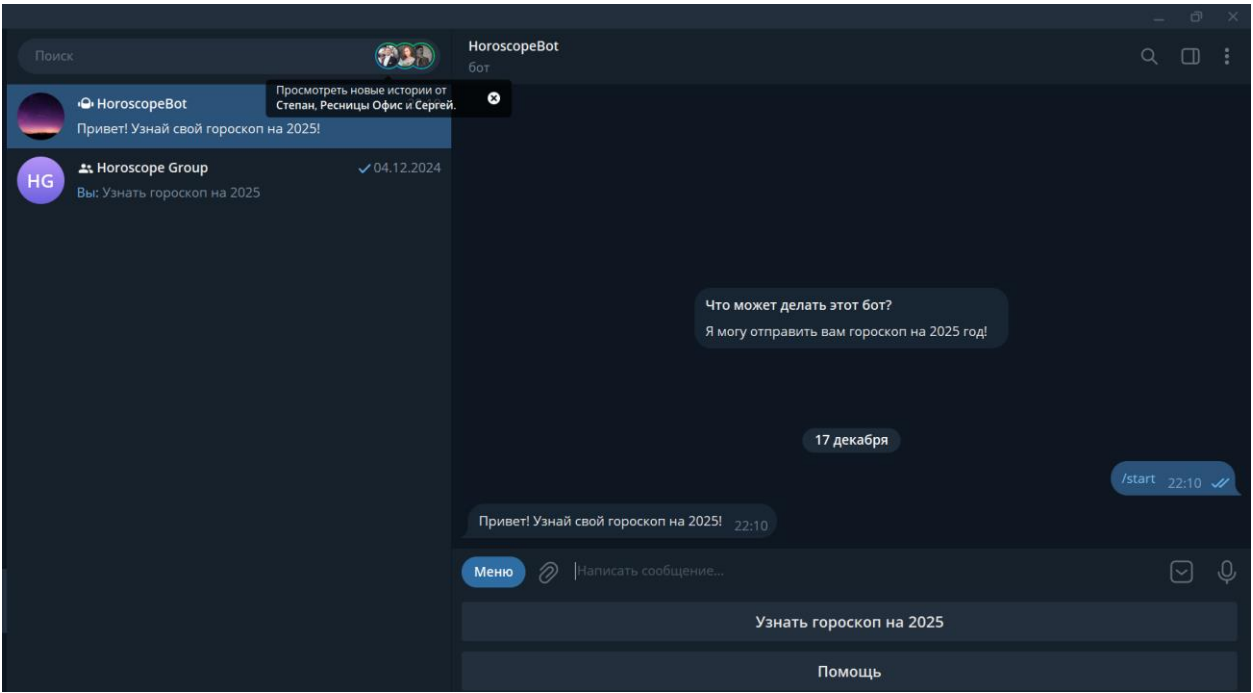 Поиск
Просмотреть новые истории от
Степан, Ресницы Офис и Сергей.
HoroscopeBot
Привет! Узнай свой гороскоп на 2025!
HG
Horoscope Group
04.12.2024
Вы: Узнать гороскоп на 2025
HoroscopeBot
бот
Что может делать этот бот?
Я могу отправить вам гороскоп на 2025 год!
17 декабря
/start 22:10
Привет! Узнай свой гороскоп на 2025! 22:10
Меню
Написать сообщение...
Узнать гороскоп на 2025
Помощь